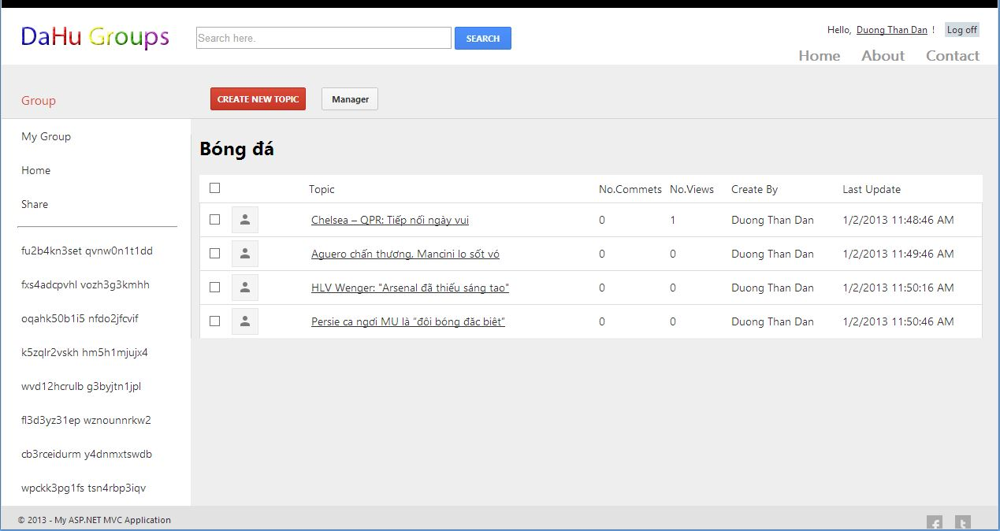 DaHu Groups
Search here.
SEARCH
Hello, Duong Than Dan ! Log off
Home About Contact
Group
CREATE NEW TOPIC
Manager
My Group
Home
Share
fu2b4kn3set qvnw0n1t1dd
fxs4adcpvhl vozh3g3kmhh
oqahk50b1i5 nfdo2jfcvif
k5zqlr2vskh hm5h1mjujx4
wvd12hcrulb g3byjtn1jpl
fl3d3yz31ep wznounnrkw2
cb3rceidurm y4dnmxtswdb
wpckk3pg1fs tsn4rbp3iqv
Bóng đá
Topic No.Commets No.Views Create By Last Update
Chelsea – QPR: Tiếp nối ngày vui 0 1 Duong Than Dan 1/2/2013 11:48:46 AM
Aguero chấn thương, Mancini lo sốt vó 0 0 Duong Than Dan 1/2/2013 11:49:46 AM
HLV Wenger: "Arsenal đã thiếu sáng tạo" 0 0 Duong Than Dan 1/2/2013 11:50:16 AM
Persie ca ngợi MU là “đội bóng đặc biệt” 0 0 Duong Than Dan 1/2/2013 11:50:46 AM
© 2013 - My ASP.NET MVC Application